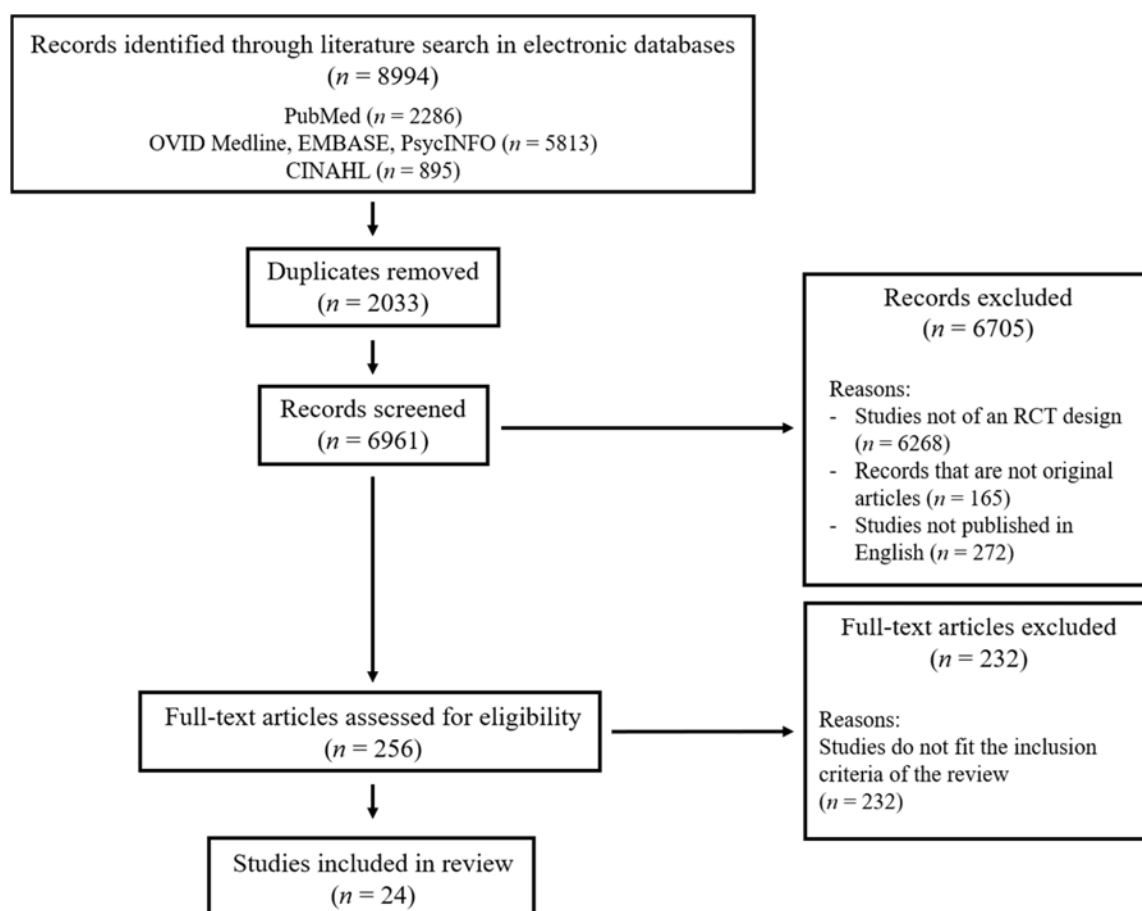 Records identified through literature search in electronic databases
(n = 8994)
PubMed (n = 2286)
OVID Medline, EMBASE, PsycINFO (n = 5813)
CINAHL (n = 895)
Duplicates removed
(n = 2033)
Records screened
(n = 6961)
Records excluded
(n = 6705)
Reasons:
- Studies not of an RCT design
(n = 6268)
- Records that are not original
articles (n = 165)
- Studies not published in
English (n = 272)
Full-text articles assessed for eligibility
(n = 256)
Full-text articles excluded
(n = 232)
Reasons:
Studies do not fit the inclusion
criteria of the review
(n = 232)
Studies included in review
(n = 24)